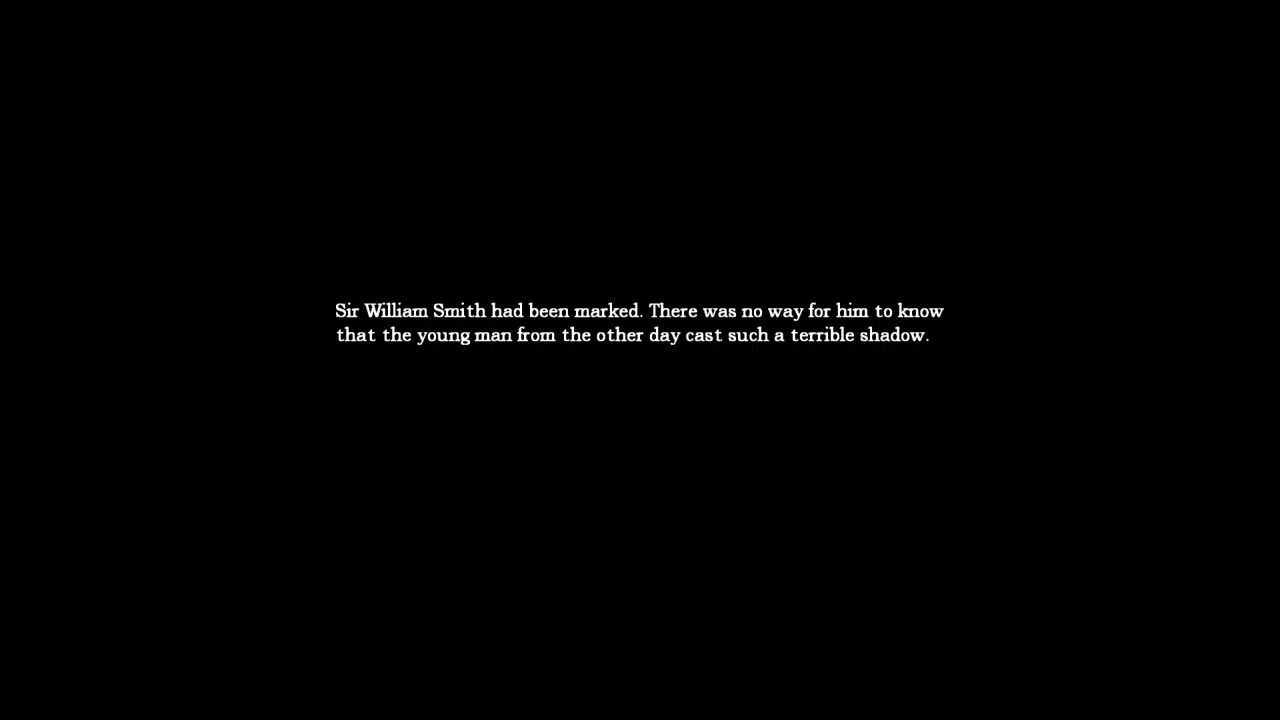 Sir William Smith had been marked. There was no way for him to know
that the young man from the other day cast such a terrible shadow.